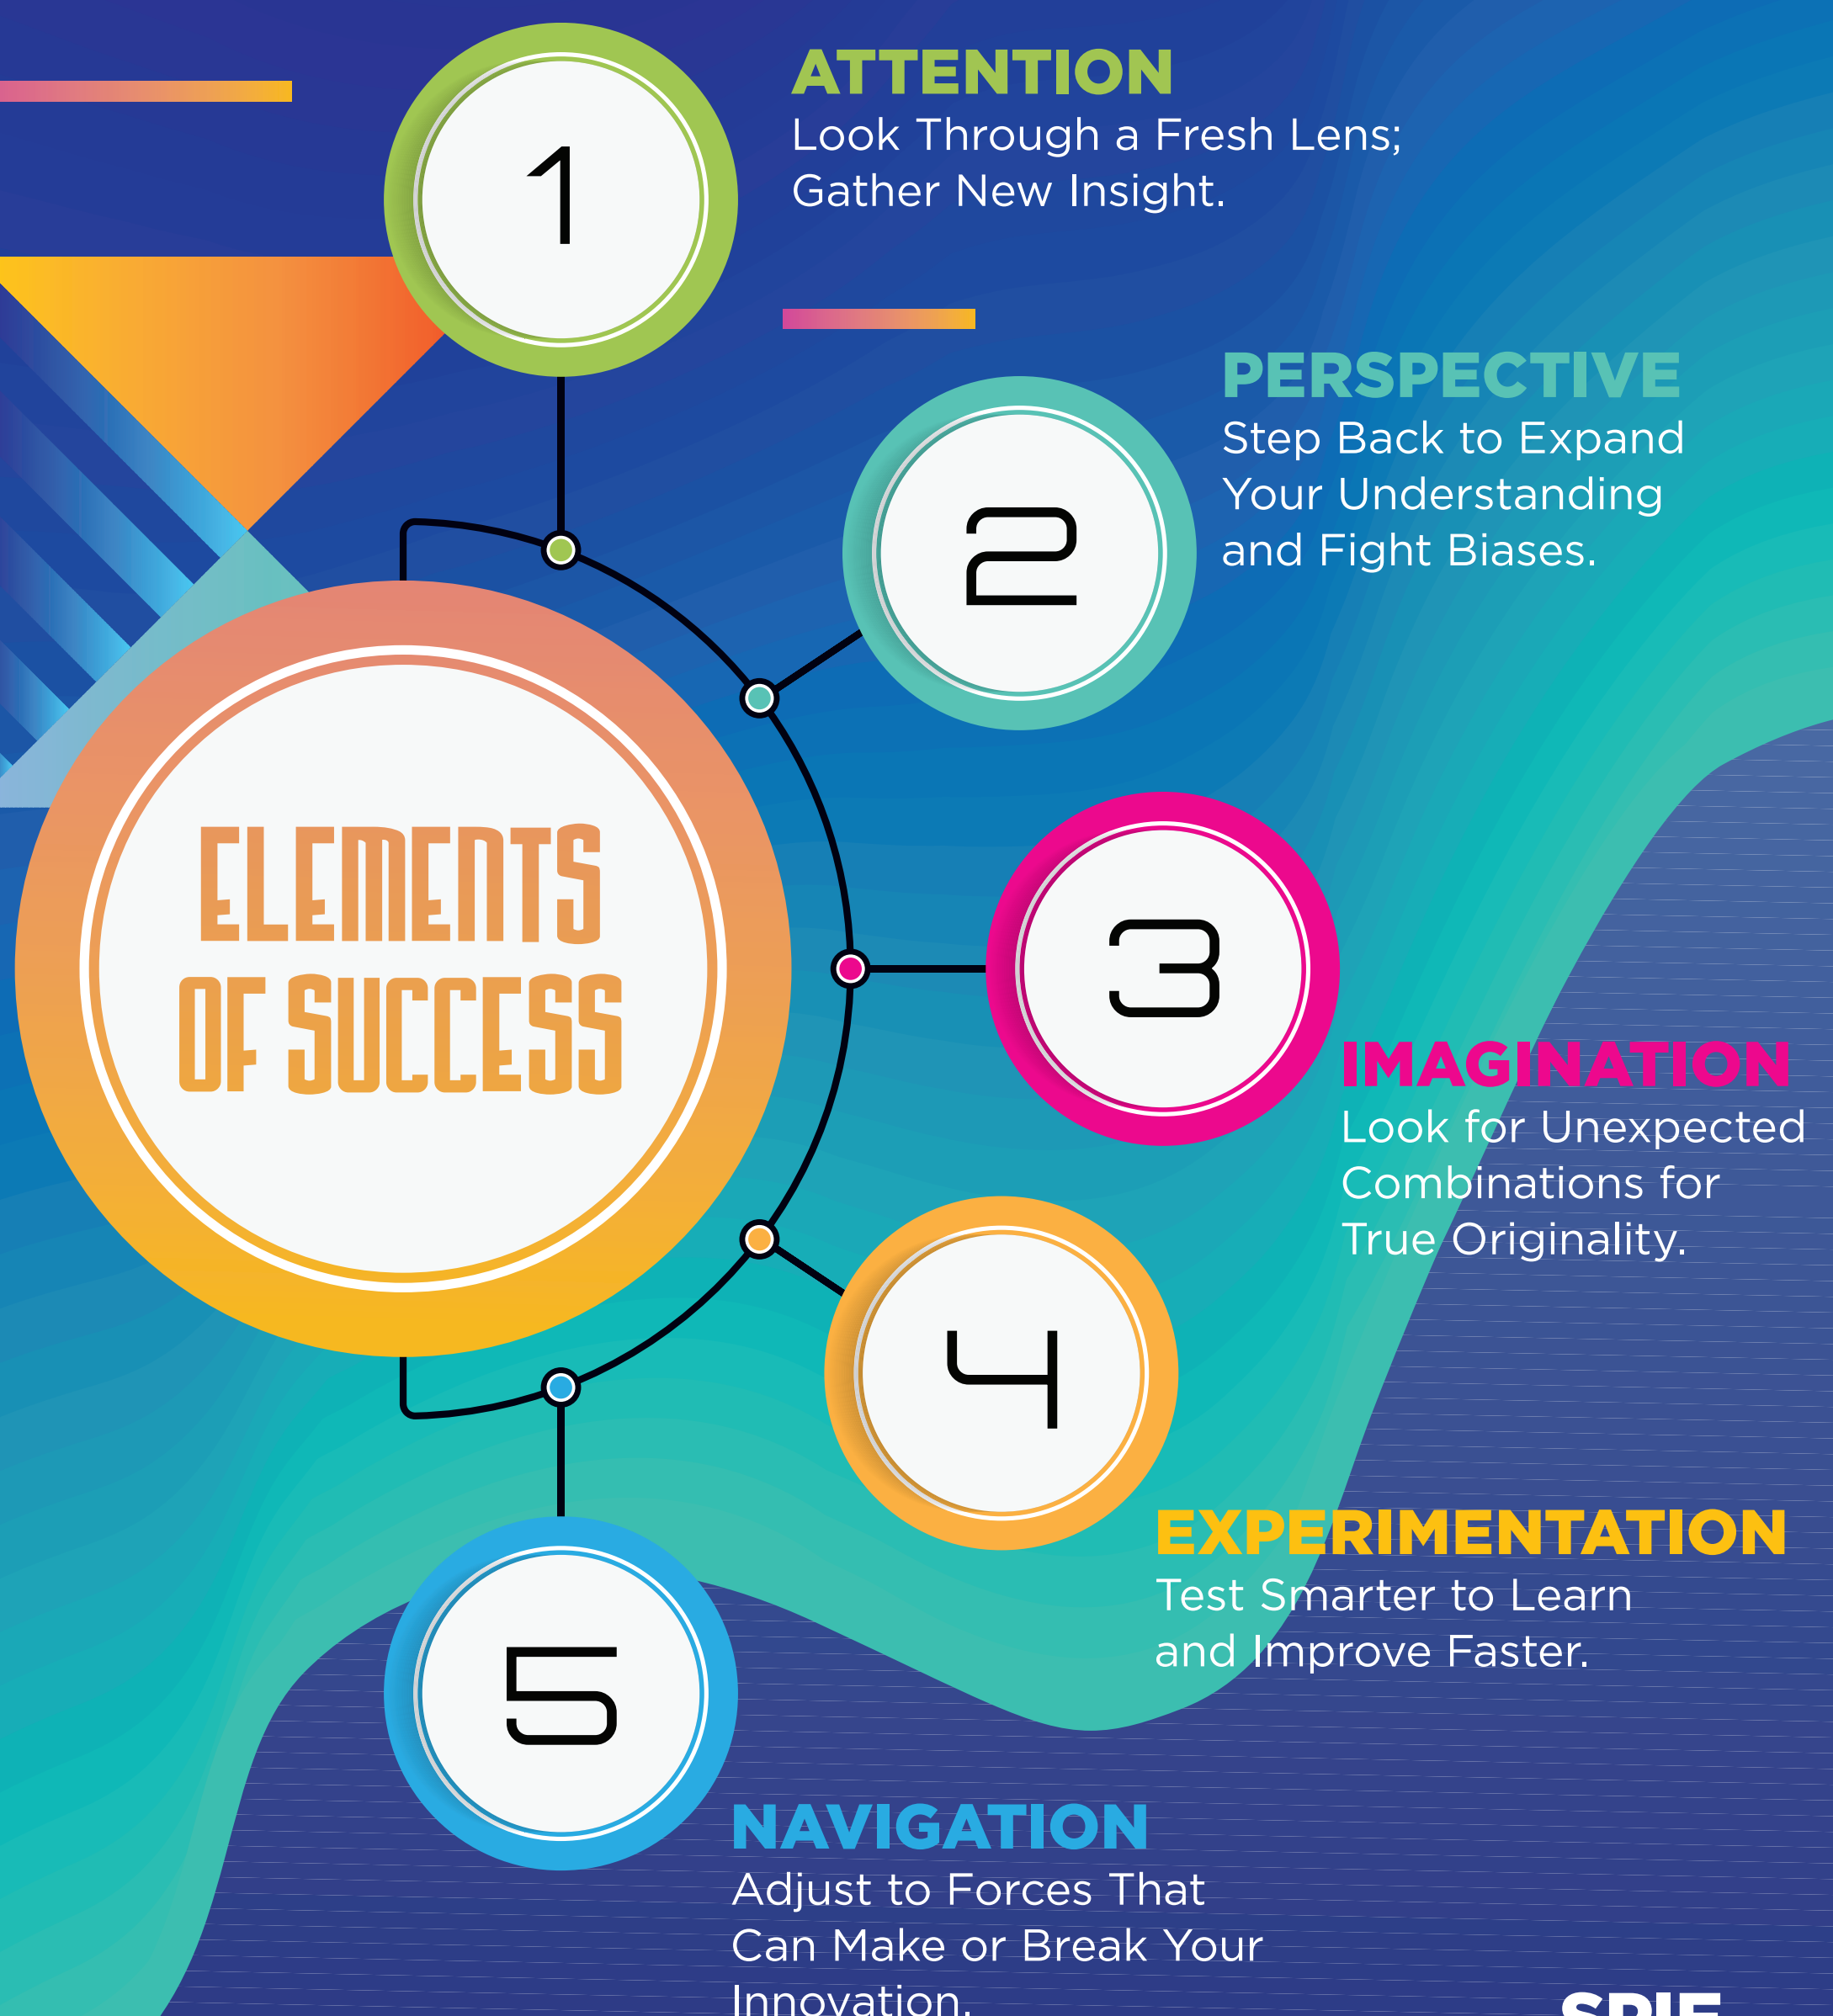 1
ATTENTION
Look Through a Fresh Lens;
Gather New Insight.
2
PERSPECTIVE
Step Back to Expand
Your Understanding
and Fight Biases.
ELEMENTS
OF SUCCESS
3
IMAGINATION
Look for Unexpected
Combinations for
True Originality.
4
EXPERIMENTATION
Test Smarter to Learn
and Improve Faster.
5
NAVIGATION
Adjust to Forces That
Can Make or Break Your
Innovation.